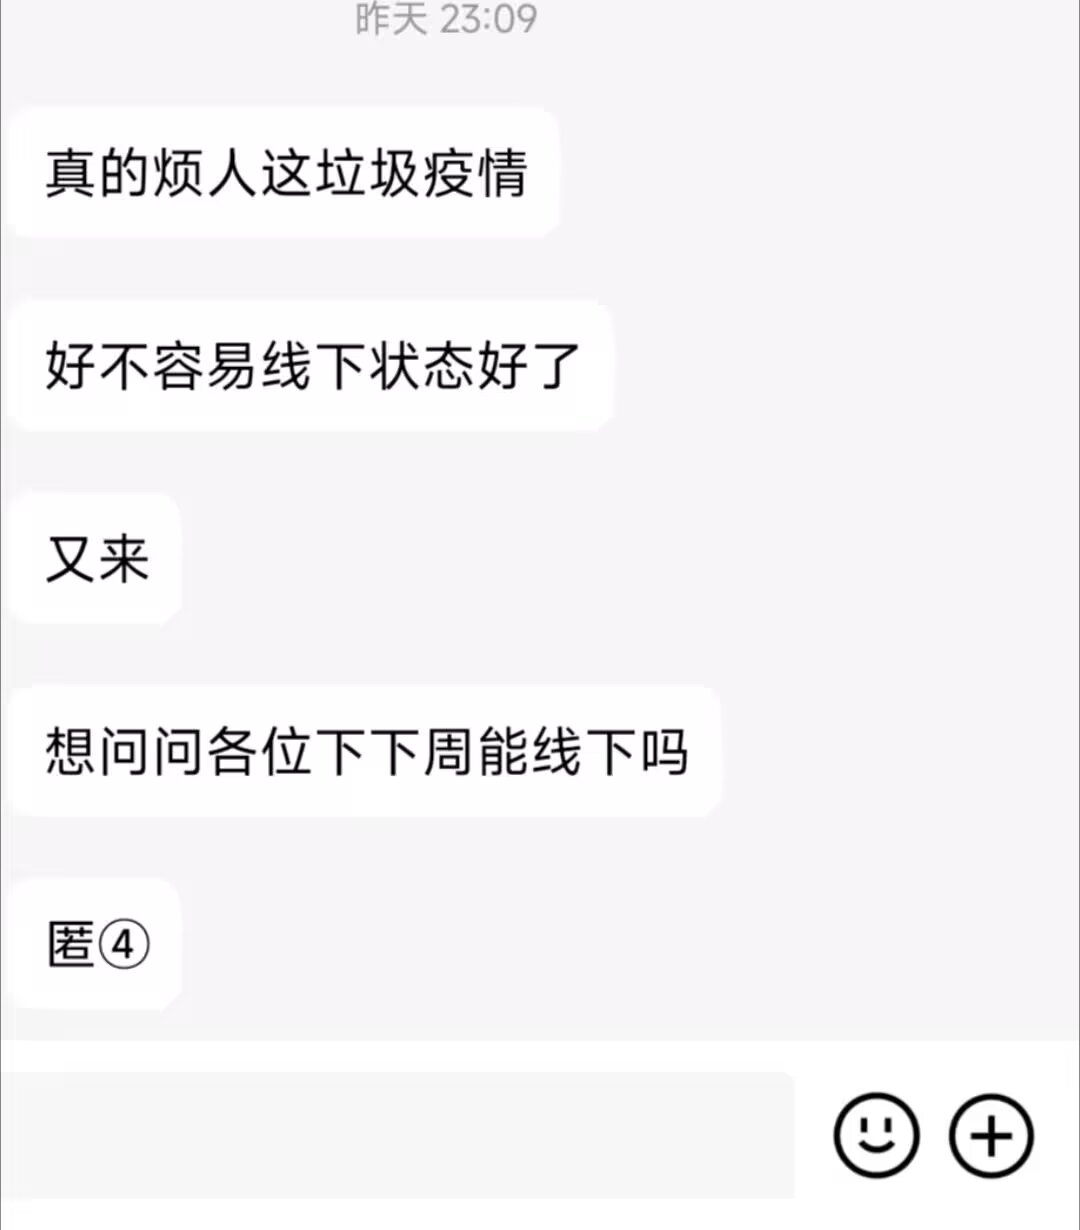 昨天 23:09
真的烦人这垃圾疫情
好不容易线下状态好了
又来
想问问各位下下周能线下吗
匿④